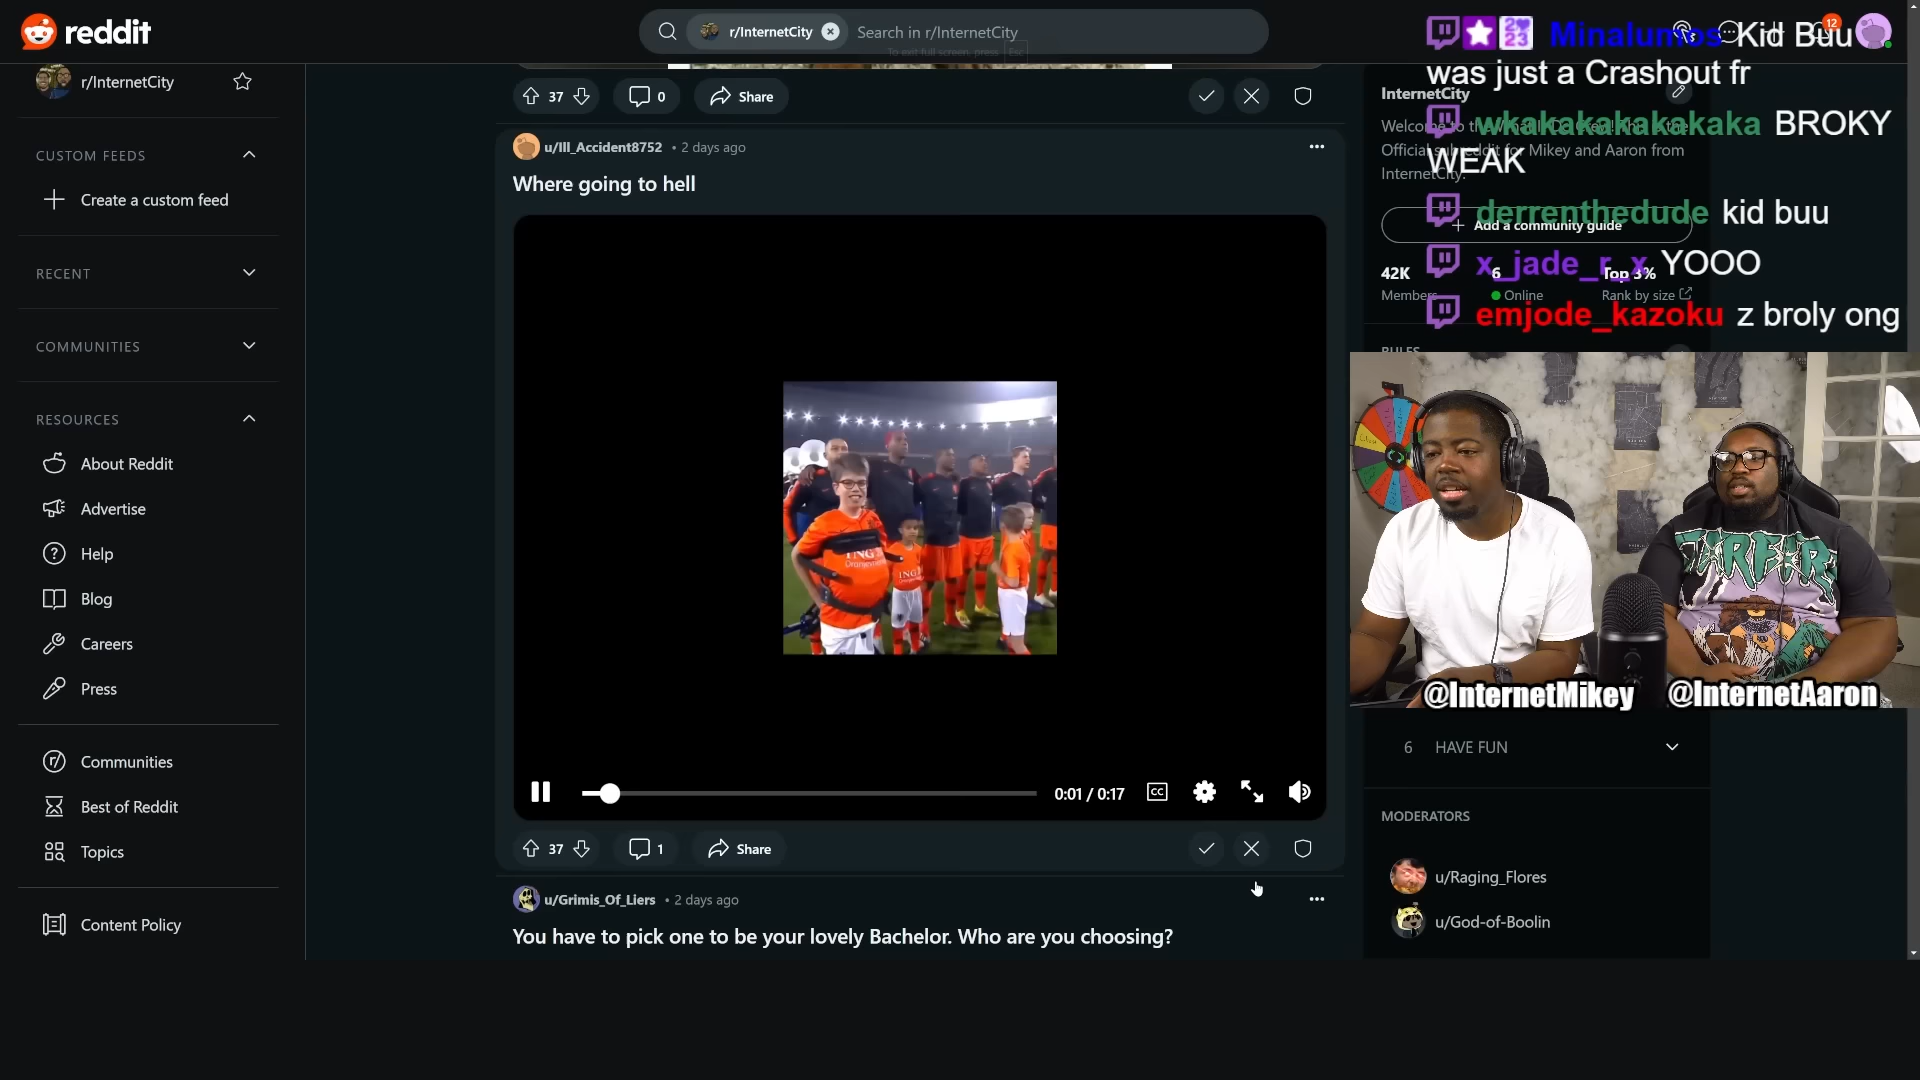 reddit
r/InternetCity
Search in r/InternetCity
To exit full screen, press Esc
12
r/InternetCity
CUSTOM FEEDS
Create a custom feed
RECENT
COMMUNITIES
RESOURCES
About Reddit
Advertise
Help
Blog
Careers
Press
Communities
Best of Reddit
Topics
Content Policy
37
0
Share
u/Ill_Accident8752 • 2 days ago
Where going to hell
ING
ING
0:01 / 0:17
CC
37
1
Share
u/Grimis_Of_Liers • 2 days ago
You have to pick one to be your lovely Bachelor. Who are you choosing?
InternetCity
Official subreddit for Mikey and Aaron from
InternetCity.
Add a community guide
42K
6
Top 3%
Members
Online
Rank by size
RULES
6 HAVE FUN
MODERATORS
u/Raging_Flores
u/God-of-Boolin
Minalumos Kid Buu
was just a Crashout fr
wkakakakakakaka BROKY
WEAK
derrenthedude kid buu
x_jade_r_x YOOO
emjode_kazoku z broly ong
@InternetMikey
@InternetAaron